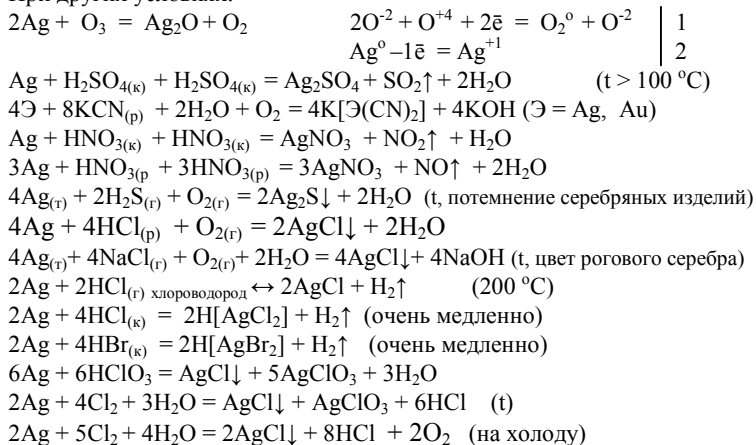 2Ag + O₃ = Ag₂O + O₂ 2O⁻² + O⁺⁴ + 2ē = O₂° + O⁻² | 1
Ag° –1ē = Ag⁺¹ | 2
Ag + H₂SO₄₍к₎ + H₂SO₄₍к₎ = Ag₂SO₄ + SO₂↑ + 2H₂O (t > 100 °C)
4Э + 8KCN₍р₎ + 2H₂O + O₂ = 4K[Э(CN)₂] + 4KOH (Э = Ag, Au)
Ag + HNO₃₍к₎ + HNO₃₍к₎ = AgNO₃ + NO₂↑ + H₂O
3Ag + HNO₃₍р + 3HNO₃₍р₎ = 3AgNO₃ + NO↑ + 2H₂O
4Ag₍т₎ + 2H₂S₍г₎ + O₂₍г₎ = 2Ag₂S↓ + 2H₂O (t, потемнение серебряных изделий)
4Ag + 4HCl₍р₎ + O₂₍г₎ = 2AgCl↓ + 2H₂O
4Ag₍т₎+ 4NaCl₍г₎ + O₂₍г₎+ 2H₂O = 4AgCl↓+ 4NaOH (t, цвет рогового серебра)
2Ag + 2HCl₍г₎ хлороводород ↔ 2AgCl + H₂↑ (200 °C)
2Ag + 4HCl₍к₎ = 2H[AgCl₂] + H₂↑ (очень медленно)
2Ag + 4HBr₍к₎ = 2H[AgBr₂] + H₂↑ (очень медленно)
6Ag + 6HClO₃ = AgCl↓ + 5AgClO₃ + 3H₂O
2Ag + 4Cl₂ + 3H₂O = AgCl↓ + AgClO₃ + 6HCl (t)
2Ag + 5Cl₂ + 4H₂O = 2AgCl↓ + 8HCl + 2O₂ (на холоду)